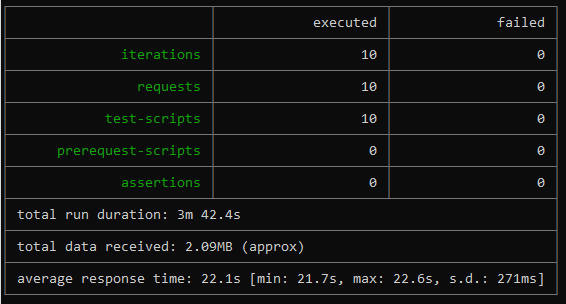 executed failed
iterations 10 0
requests 10 0
test-scripts 10 0
prerequest-scripts 0 0
assertions 0 0
total run duration: 3m 42.4s
total data received: 2.09MB (approx)
average response time: 22.1s [min: 21.7s, max: 22.6s, s.d.: 271ms]